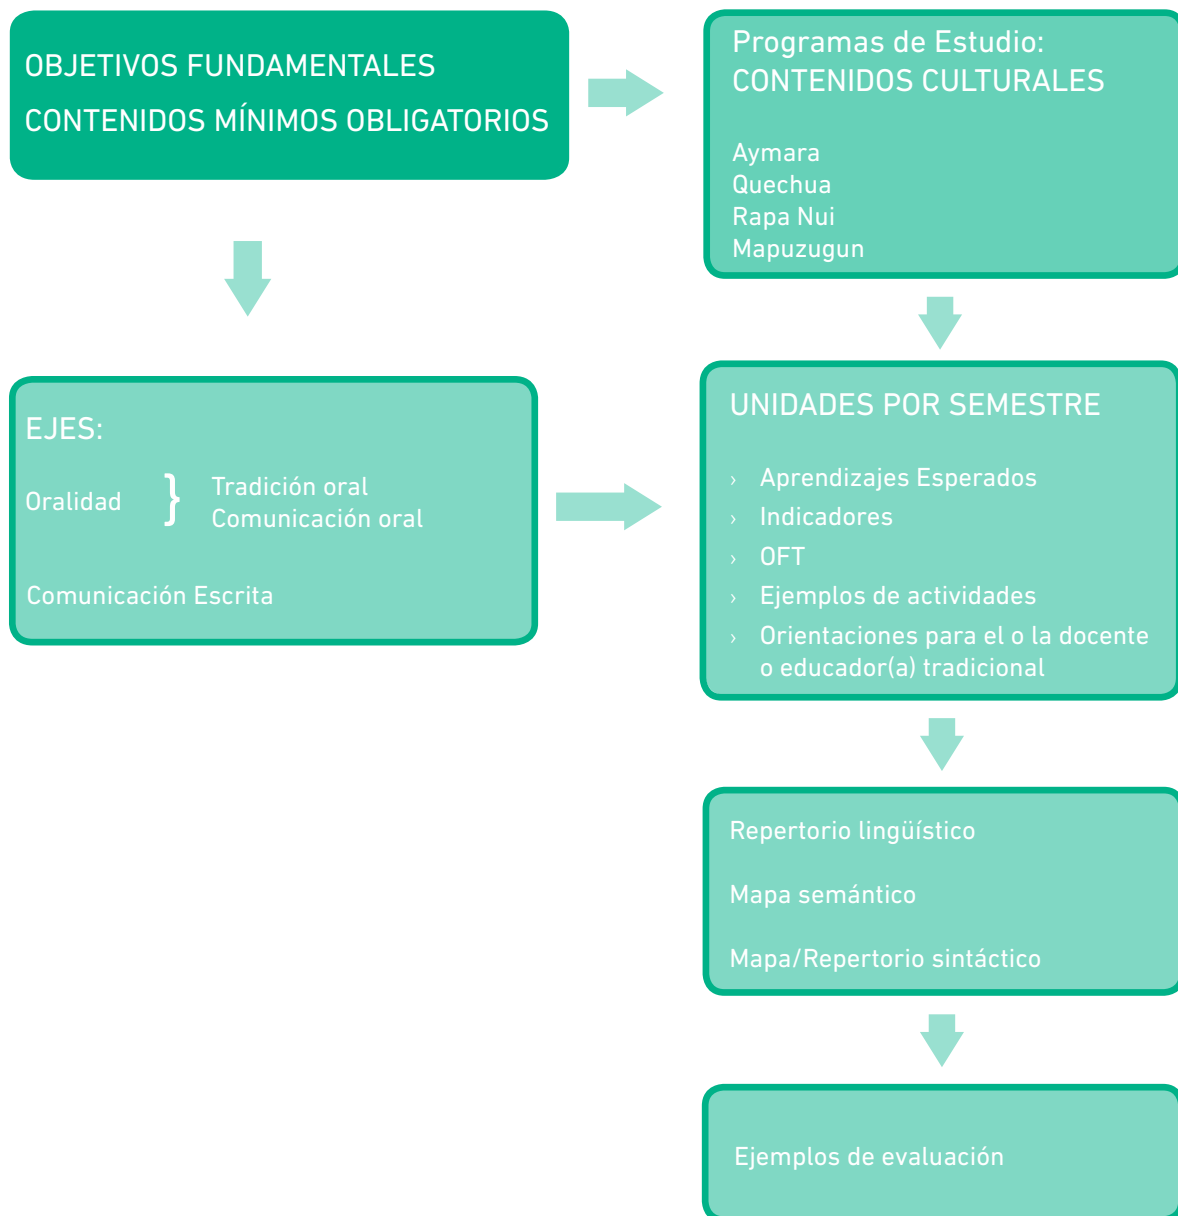 OBJETIVOS FUNDAMENTALES
CONTENIDOS MÍNIMOS OBLIGATORIOS
Programas de Estudio:
CONTENIDOS CULTURALES
Aymara
Quechua
Rapa Nui
Mapuzugun
EJES:
Oralidad } Tradición oral
Comunicación oral
Comunicación Escrita
UNIDADES POR SEMESTRE
› Aprendizajes Esperados
› Indicadores
› OFT
› Ejemplos de actividades
› Orientaciones para el o la docente
o educador(a) tradicional
Repertorio lingüístico
Mapa semántico
Mapa/Repertorio sintáctico
Ejemplos de evaluación